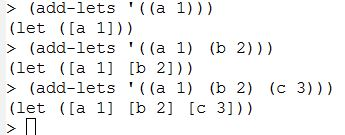 > (add-lets '((a 1)))
(let ([a 1]))
> (add-lets '((a 1) (b 2)))
(let ([a 1] [b 2]))
> (add-lets '((a 1) (b 2) (c 3)))
(let ([a 1] [b 2] [c 3]))
>